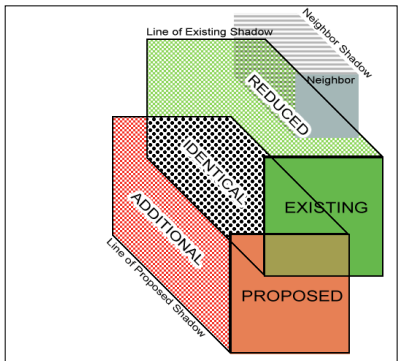 Line of Existing Shadow
Neighbor Shadow
Neighbor
REDUCED
IDENTICAL
ADDITIONAL
EXISTING
Line of Proposed Shadow
PROPOSED